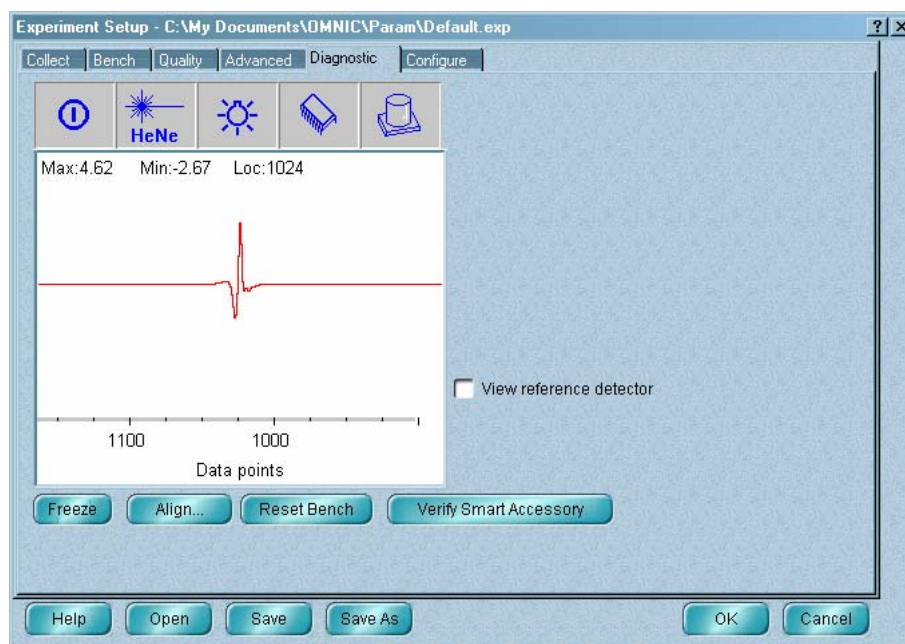 Experiment Setup - C:\My Documents\OMNIC\Param\Default.exp
Collect Bench Quality Advanced Diagnostic Configure
HeNe
Max:4.62 Min:-2.67 Loc:1024
View reference detector
1100 1000
Data points
Freeze Align... Reset Bench Verify Smart Accessory
Help Open Save Save As OK Cancel